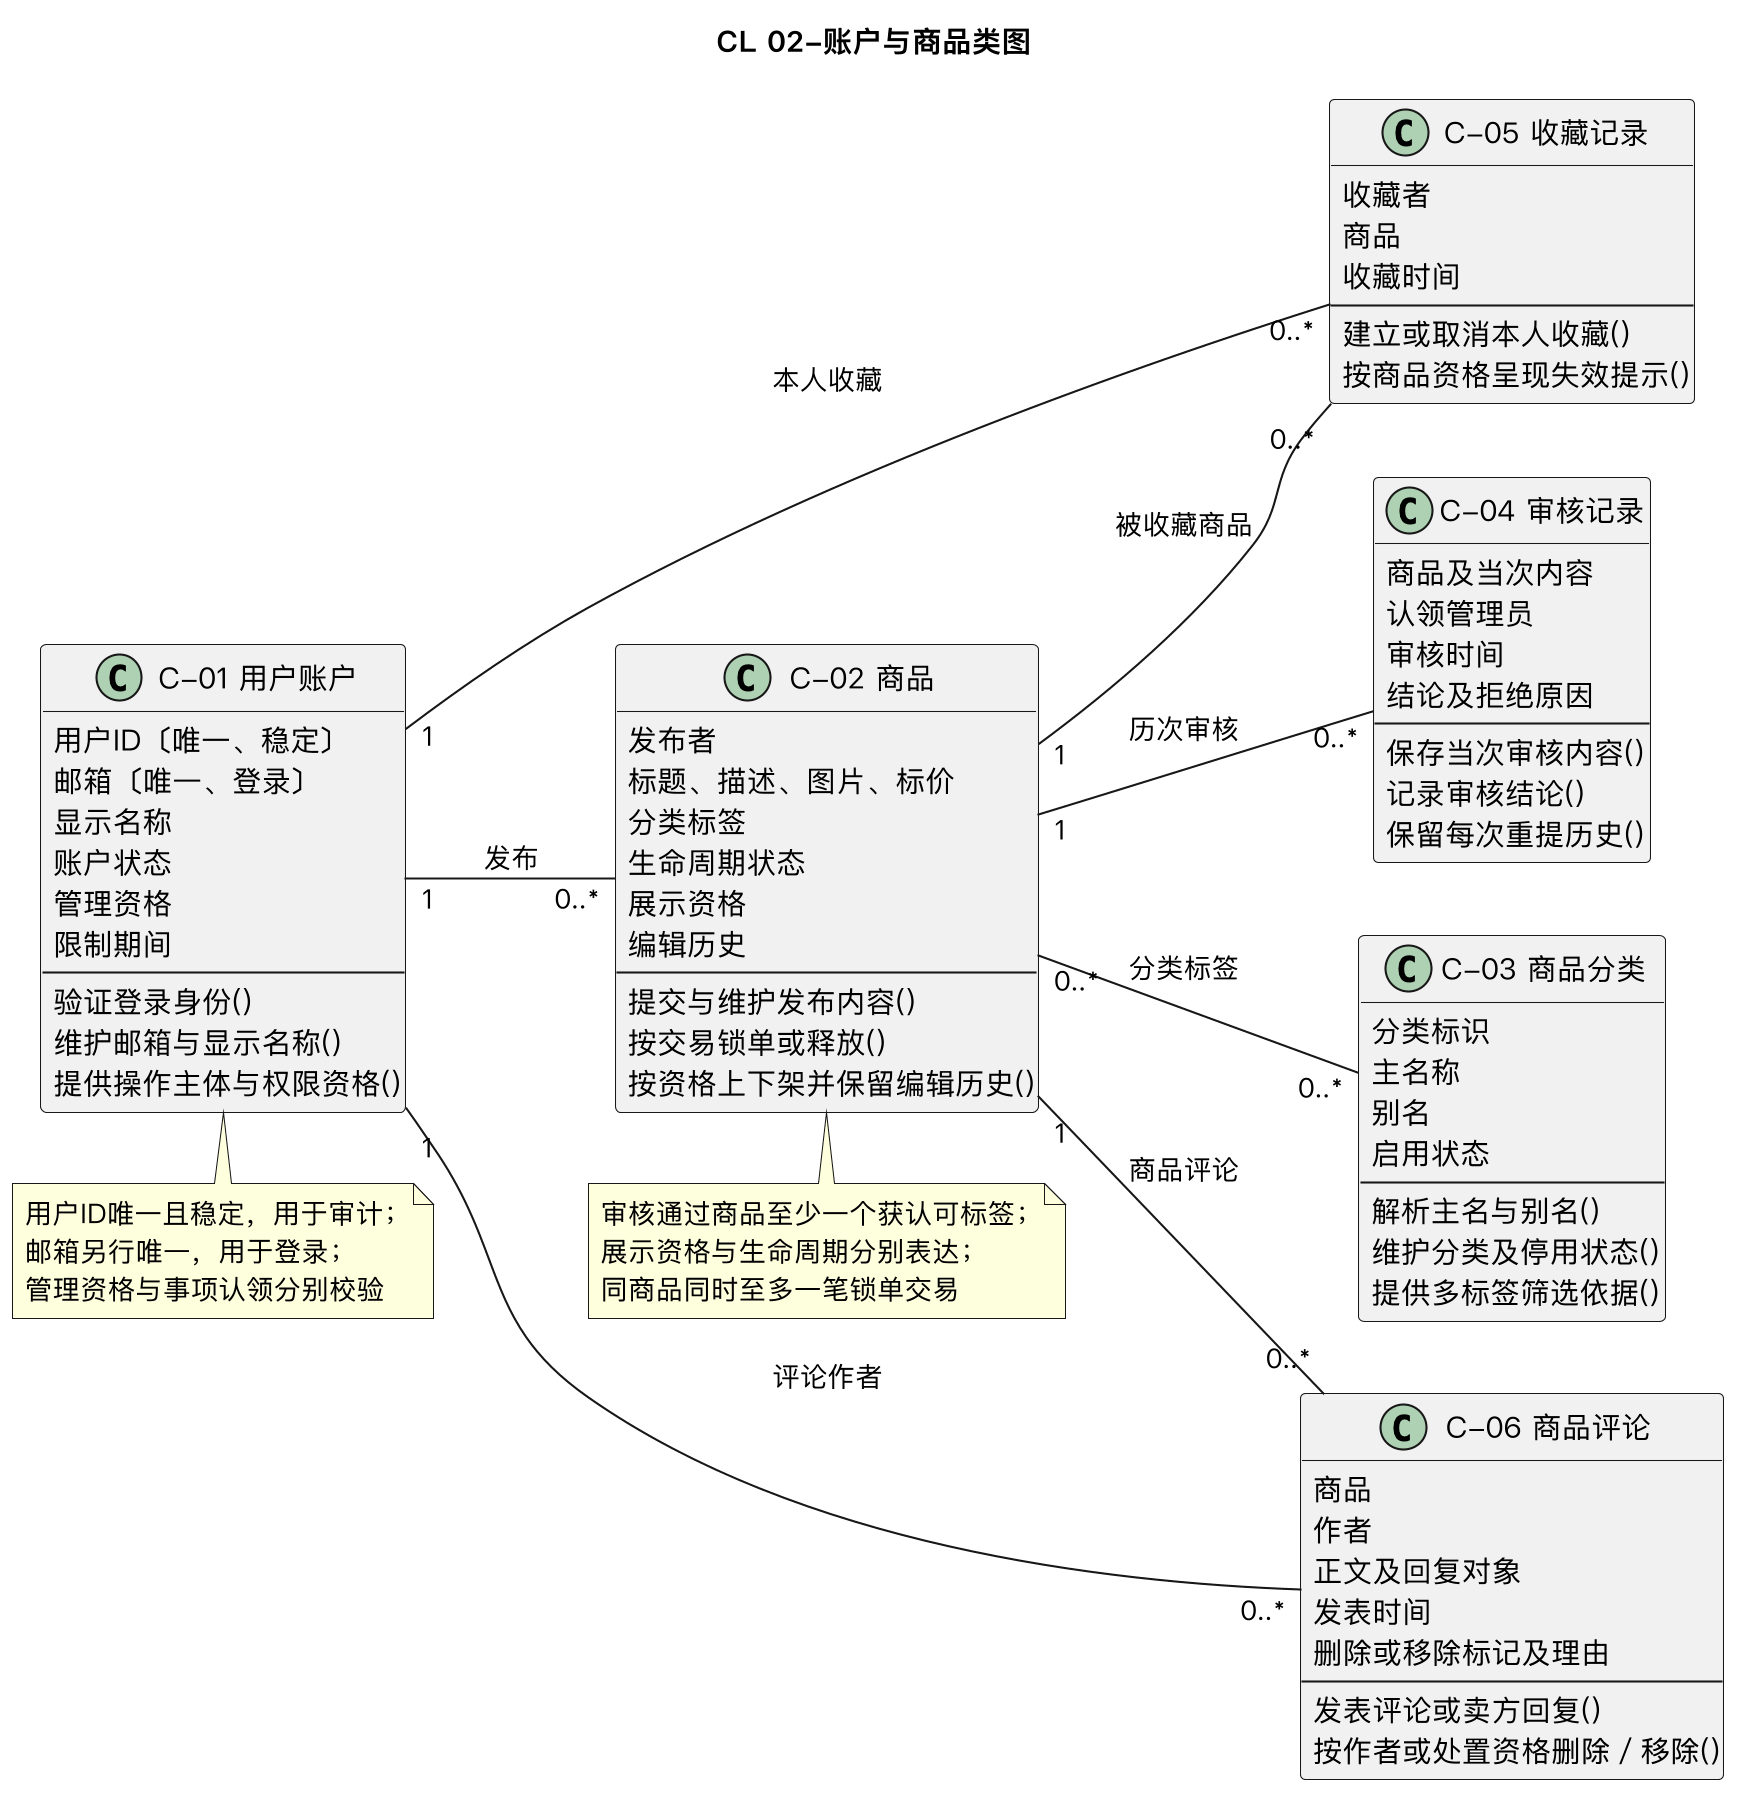 CL 02–账户与商品类图
C C–05 收藏记录
收藏者
商品
收藏时间
建立或取消本人收藏()
按商品资格呈现失效提示()
0..*
本人收藏
0..*
被收藏商品
C C–04 审核记录
商品及当次内容
认领管理员
审核时间
结论及拒绝原因
保存当次审核内容()
记录审核结论()
保留每次重提历史()
C C–01 用户账户
用户ID〔唯一、稳定〕
邮箱〔唯一、登录〕
显示名称
账户状态
管理资格
限制期间
验证登录身份()
维护邮箱与显示名称()
提供操作主体与权限资格()
1
发布
1
0..*
C C–02 商品
发布者
标题、描述、图片、标价
分类标签
生命周期状态
展示资格
编辑历史
提交与维护发布内容()
按交易锁单或释放()
按资格上下架并保留编辑历史()
1
历次审核
0..*
1
分类标签
0..*
0..*
C C–03 商品分类
分类标识
主名称
别名
启用状态
解析主名与别名()
维护分类及停用状态()
提供多标签筛选依据()
1
1
商品评论
用户ID唯一且稳定，用于审计；
邮箱另行唯一，用于登录；
管理资格与事项认领分别校验
审核通过商品至少一个获认可标签；
展示资格与生命周期分别表达；
同商品同时至多一笔锁单交易
0..*
评论作者
0..*
C C–06 商品评论
商品
作者
正文及回复对象
发表时间
删除或移除标记及理由
发表评论或卖方回复()
按作者或处置资格删除 / 移除()